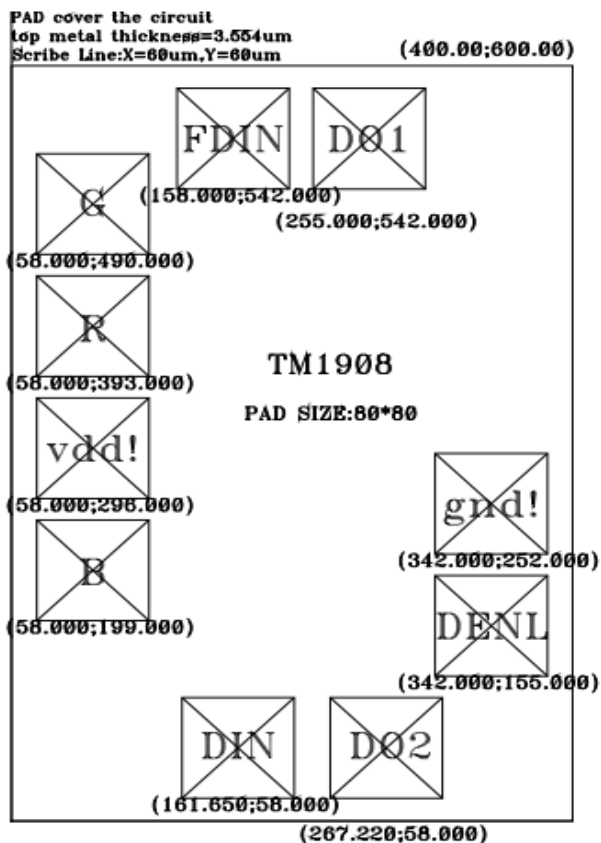 PAD cover the circuit
top metal thickness=3.554um
Scribe Line:X=60um,Y=60um
(400.00;600.00)
FDIN
DO1
(158.000;542.000)
(255.000;542.000)
G
(58.000;490.000)
R
(58.000;393.000)
TM1908
PAD SIZE:80*80
vdd!
(58.000;296.000)
gnd!
(342.000;252.000)
B
(58.000;199.000)
DENL
(342.000;155.000)
DIN
DO2
(161.650;58.000)
(267.220;58.000)